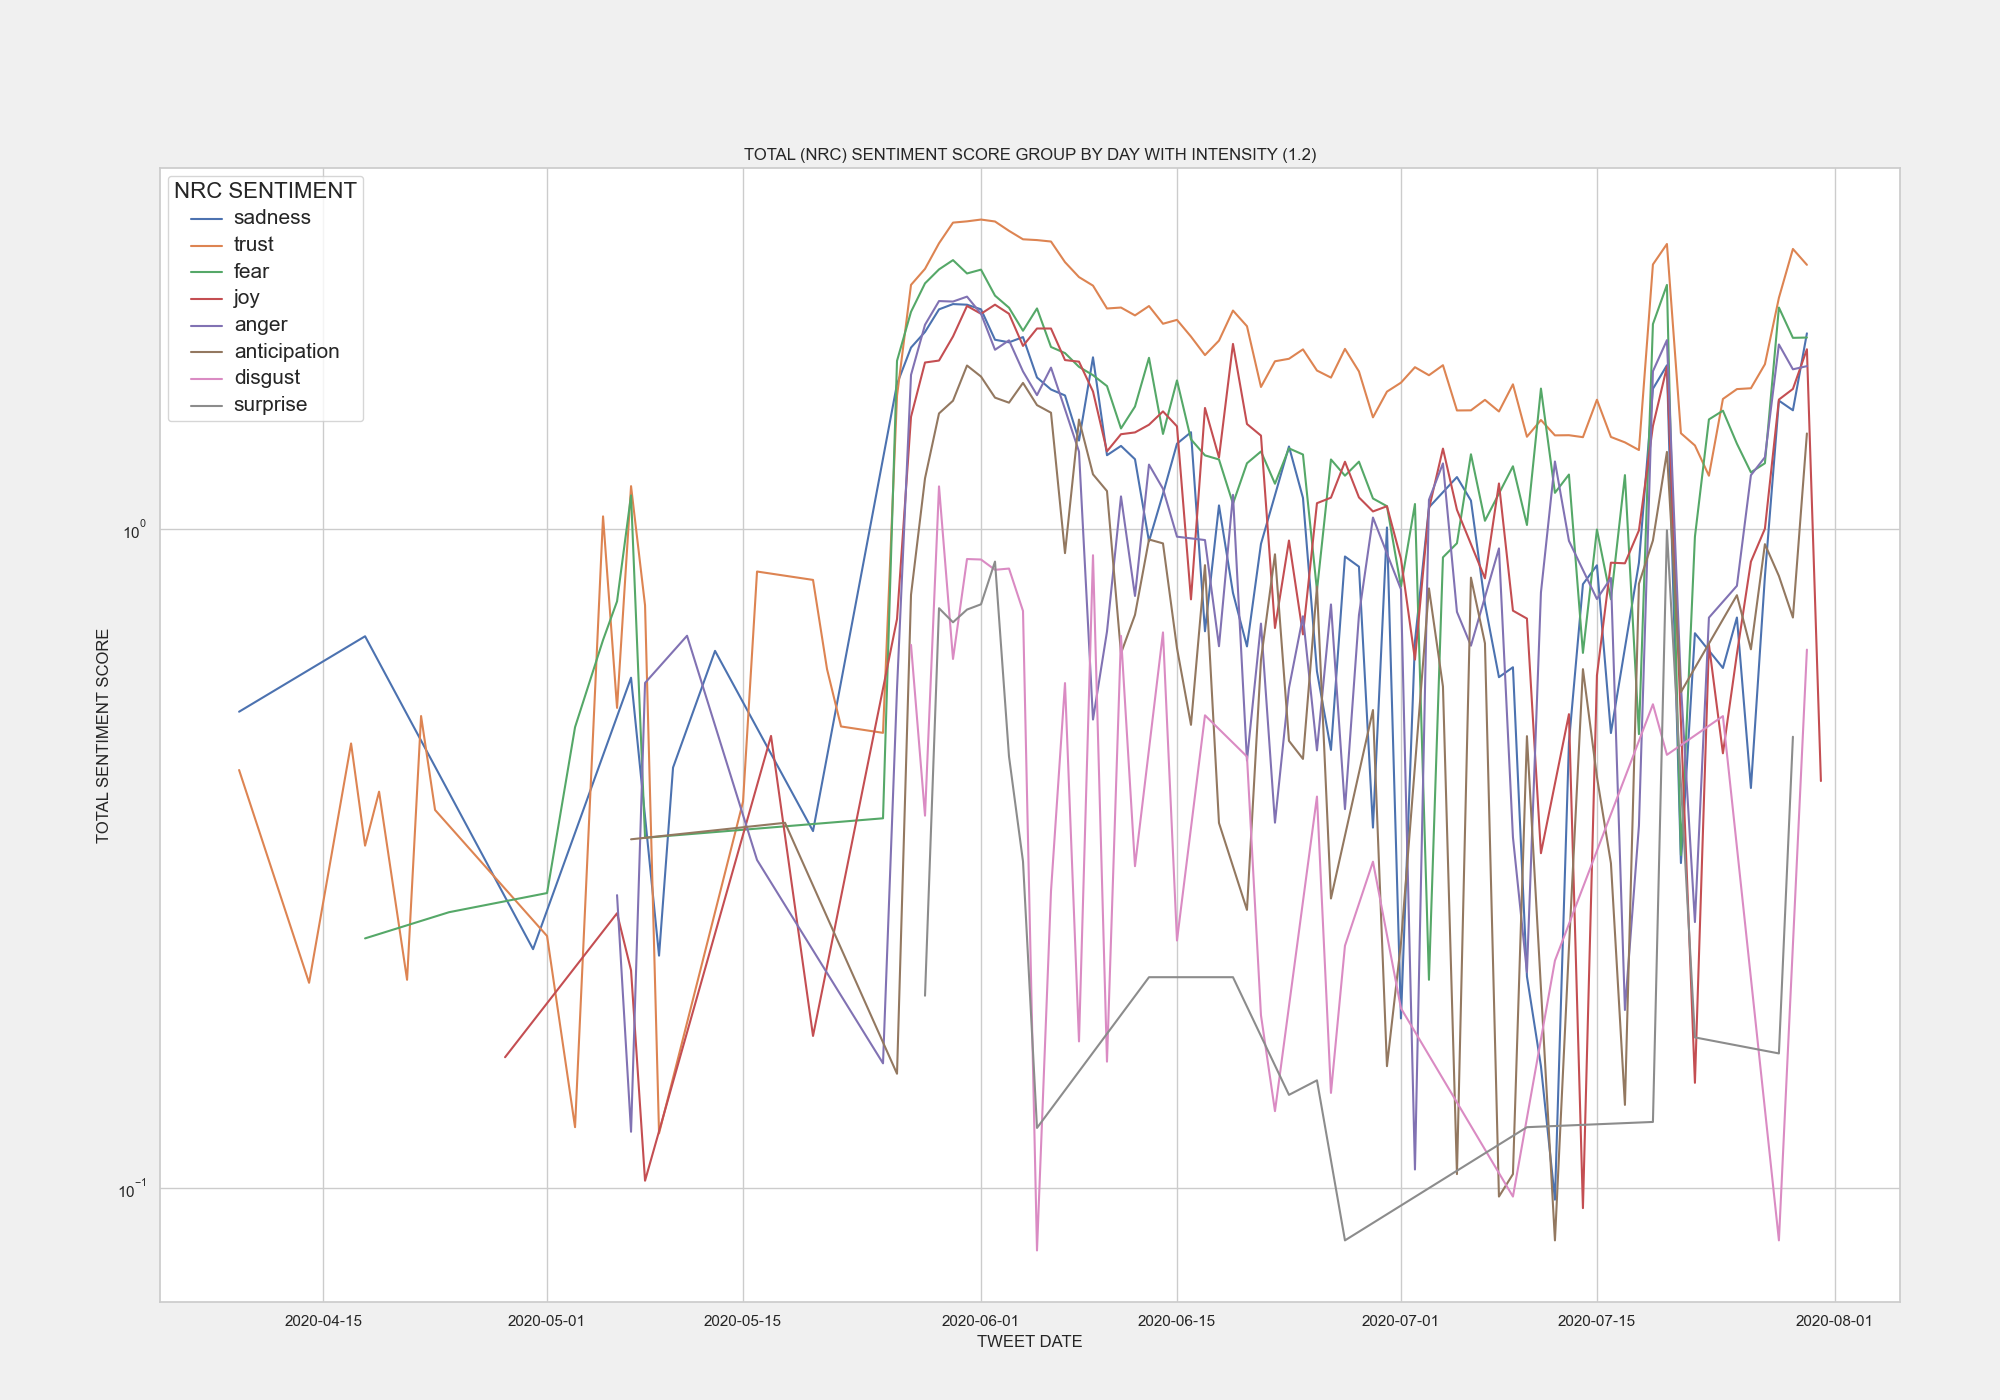 TOTAL (NRC) SENTIMENT SCORE GROUP BY DAY WITH INTENSITY (1.2)
NRC SENTIMENT
sadness
trust
fear
joy
anger
anticipation
disgust
surprise
TOTAL SENTIMENT SCORE
10⁰
10⁻¹
2020-04-15
2020-05-01
2020-05-15
2020-06-01
2020-06-15
2020-07-01
2020-07-15
2020-08-01
TWEET DATE